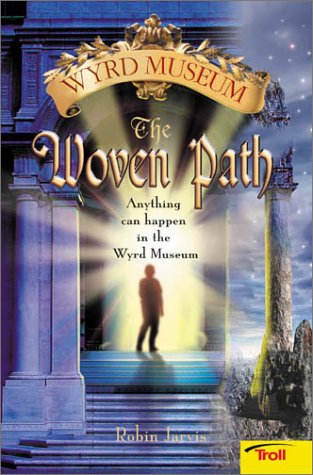 WYRD MUSEUM
The
Woven Path
Anything
can happen
in the
Wyrd Museum
Robin Jarvis
Troll